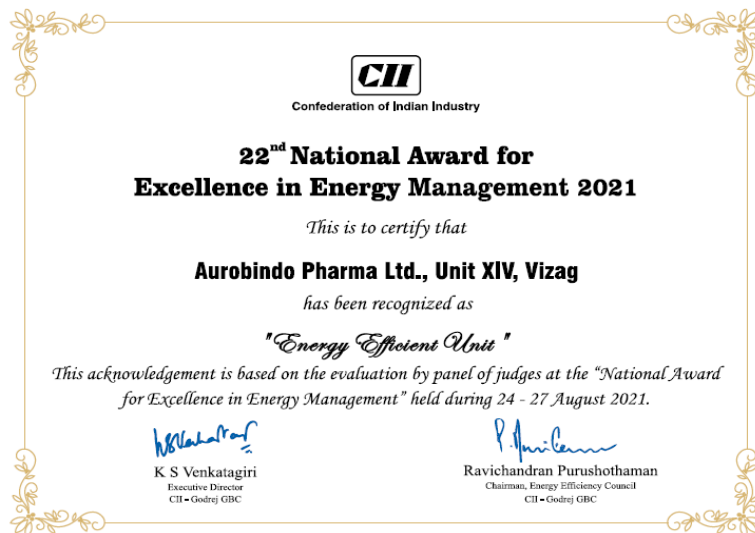 CII
Confederation of Indian Industry
22nd National Award for
Excellence in Energy Management 2021
This is to certify that
Aurobindo Pharma Ltd., Unit XIV, Vizag
has been recognized as
"Energy Efficient Unit "
This acknowledgement is based on the evaluation by panel of judges at the “National Award
for Excellence in Energy Management” held during 24 - 27 August 2021.
K S Venkatagiri
Executive Director
CII - Godrej GBC
Ravichandran Purushothaman
Chairman, Energy Efficiency Council
CII - Godrej GBC